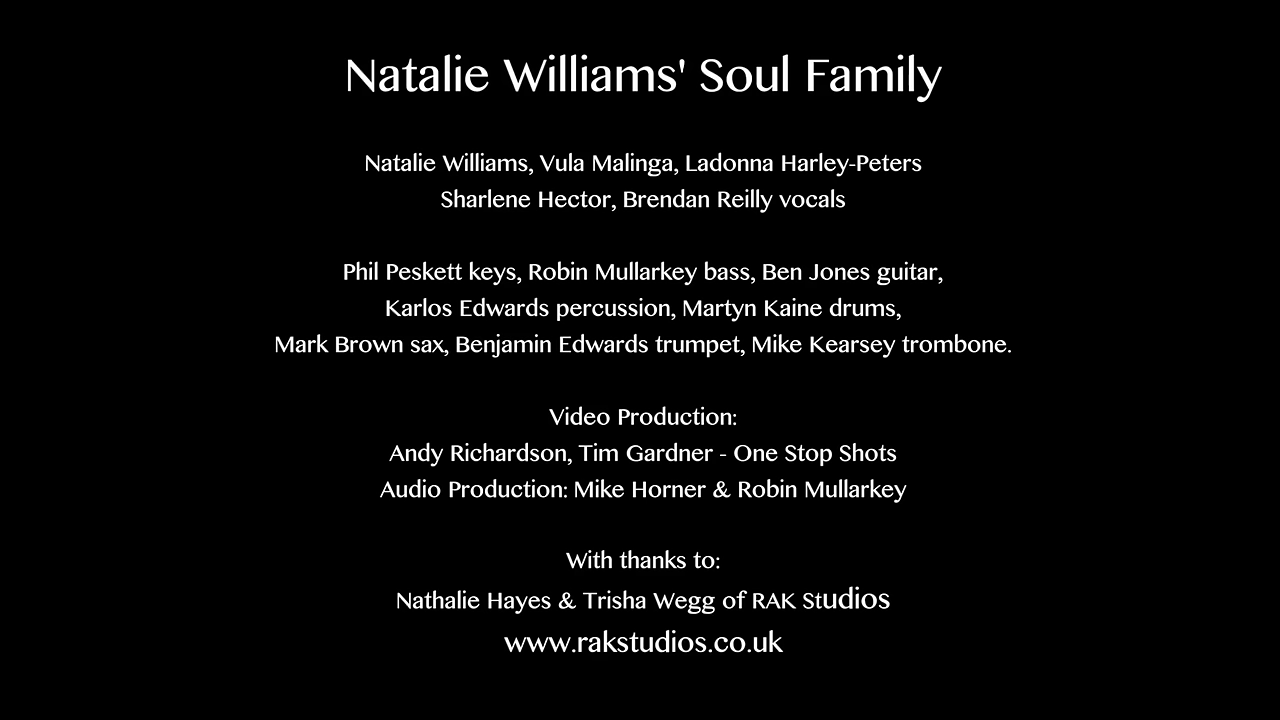 Natalie Williams' Soul Family
Natalie Williams, Vula Malinga, Ladonna Harley-Peters
Sharlene Hector, Brendan Reilly vocals
Phil Peskett keys, Robin Mullarkey bass, Ben Jones guitar,
Karlos Edwards percussion, Martyn Kaine drums,
Mark Brown sax, Benjamin Edwards trumpet, Mike Kearsey trombone.
Video Production:
Andy Richardson, Tim Gardner - One Stop Shots
Audio Production: Mike Horner & Robin Mullarkey
With thanks to:
Nathalie Hayes & Trisha Wegg of RAK Studios
www.rakstudios.co.uk